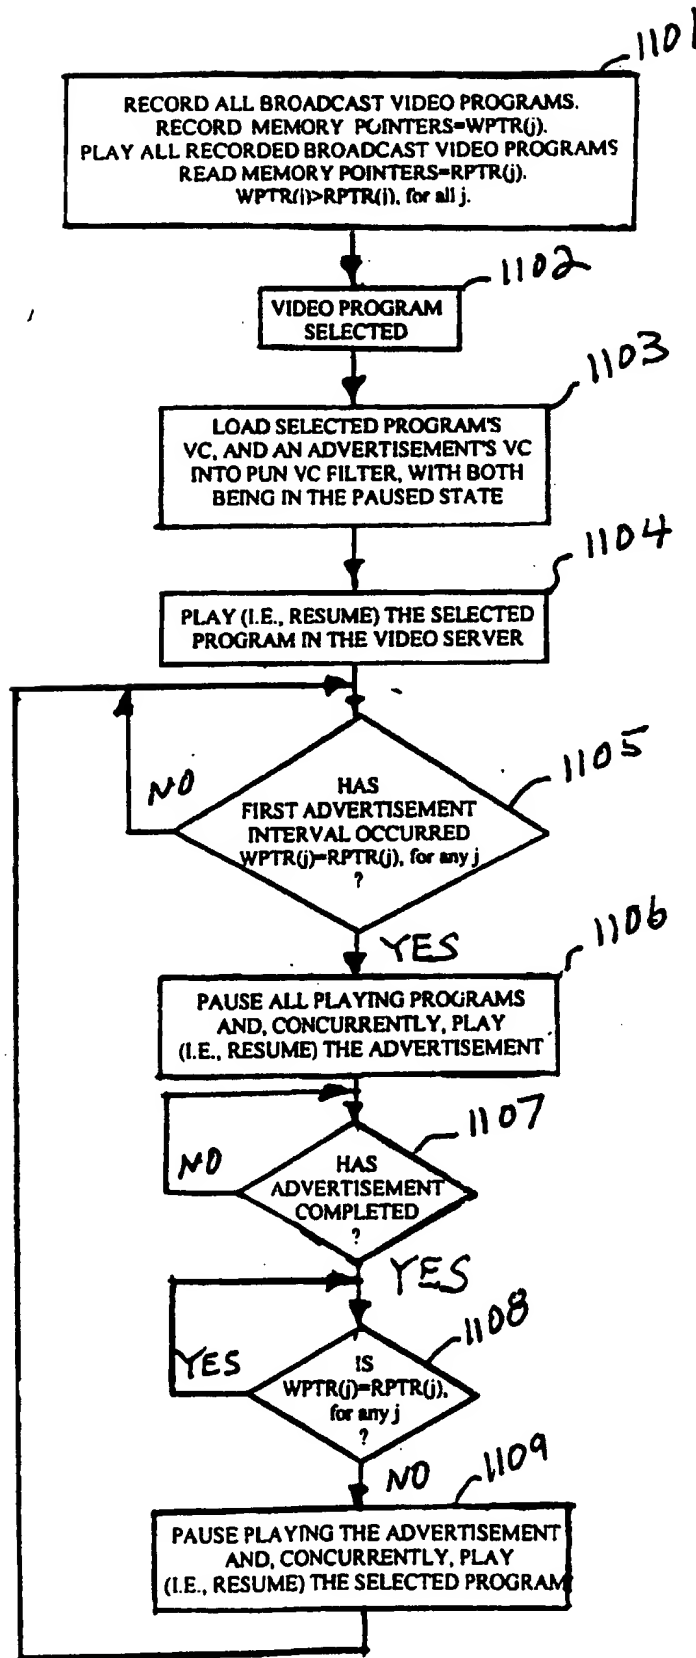 1101
RECORD ALL BROADCAST VIDEO PROGRAMS.
RECORD MEMORY POINTERS=WPTR(j).
PLAY ALL RECORDED BROADCAST VIDEO PROGRAMS
READ MEMORY POINTERS=RPTR(j).
WPTR(j)>RPTR(j), for all j.
1102
VIDEO PROGRAM
SELECTED
1103
LOAD SELECTED PROGRAM'S
VC, AND AN ADVERTISEMENT'S VC
INTO PUN VC FILTER, WITH BOTH
BEING IN THE PAUSED STATE
1104
PLAY (I.E., RESUME) THE SELECTED
PROGRAM IN THE VIDEO SERVER
1105
NO
HAS
FIRST ADVERTISEMENT
INTERVAL OCCURRED
WPTR(j)=RPTR(j), for any j
?
YES
1106
PAUSE ALL PLAYING PROGRAMS
AND, CONCURRENTLY, PLAY
(I.E., RESUME) THE ADVERTISEMENT
1107
NO
HAS
ADVERTISEMENT
COMPLETED
?
YES
1108
YES
IS
WPTR(j)=RPTR(j),
for any j
?
NO
1109
PAUSE PLAYING THE ADVERTISEMENT
AND, CONCURRENTLY, PLAY
(I.E., RESUME) THE SELECTED PROGRAM